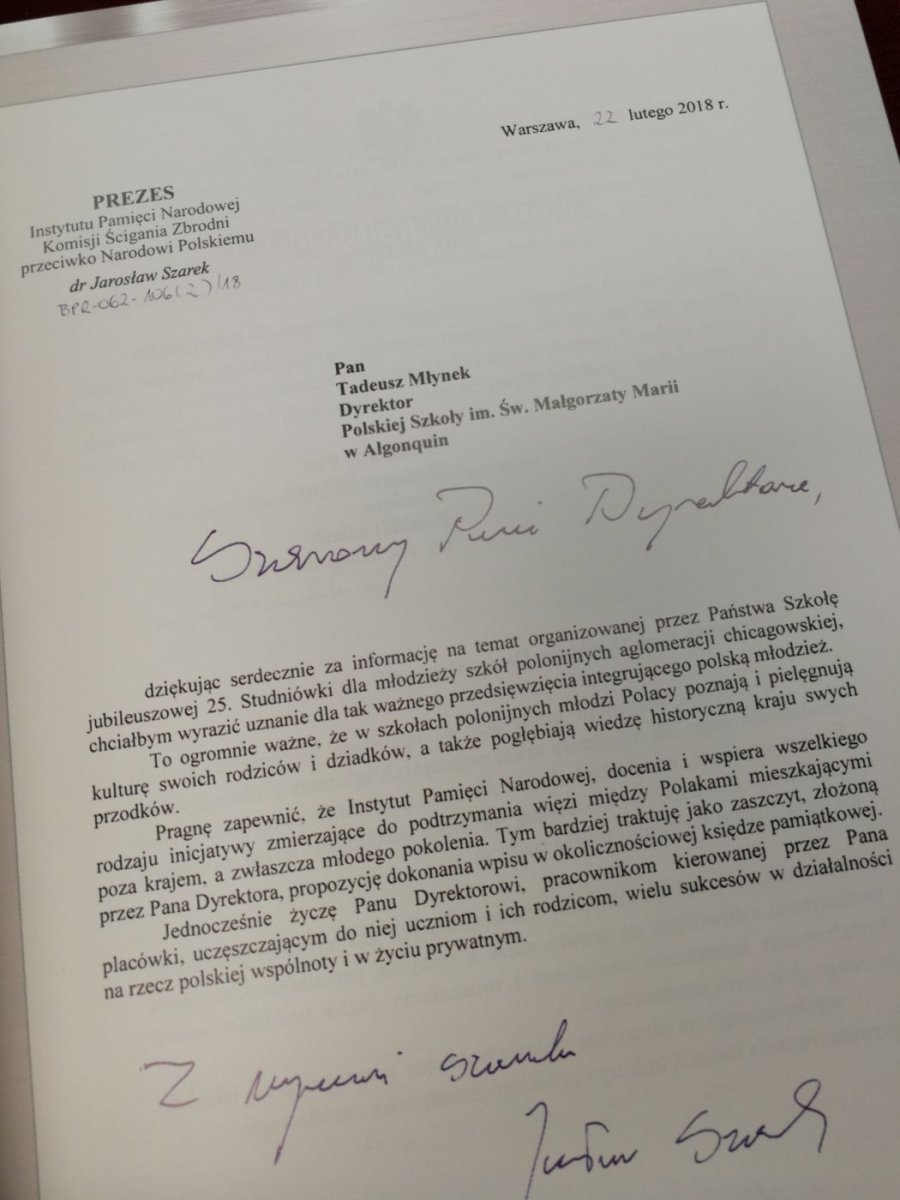 Warszawa, 22 lutego 2018 r.
PREZES
Instytutu Pamięci Narodowej
Komisji Ścigania Zbrodni
przeciwko Narodowi Polskiemu
dr Jarosław Szarek
BPR-062-106(2)/18
Pan
Tadeusz Młynek
Dyrektor
Polskiej Szkoły im. Św. Małgorzaty Marii
w Algonquin
Szanowny Panie Dyrektorze,
dziękując serdecznie za informację na temat organizowanej przez Państwa Szkołę
jubileuszowej 25. Studniówki dla młodzieży szkół polonijnych aglomeracji chicagowskiej,
chciałbym wyrazić uznanie dla tak ważnego przedsięwzięcia integrującego polską młodzież.
To ogromnie ważne, że w szkołach polonijnych młodzi Polacy poznają i pielęgnują
kulturę swoich rodziców i dziadków, a także pogłębiają wiedzę historyczną kraju swych
przodków.
Pragnę zapewnić, że Instytut Pamięci Narodowej, docenia i wspiera wszelkiego
rodzaju inicjatywy zmierzające do podtrzymania więzi między Polakami mieszkającymi
poza krajem, a zwłaszcza młodego pokolenia. Tym bardziej traktuję jako zaszczyt, złożoną
przez Pana Dyrektora, propozycję dokonania wpisu w okolicznościowej księdze pamiątkowej.
Jednocześnie życzę Panu Dyrektorowi, pracownikom kierowanej przez Pana
placówki, uczęszczającym do niej uczniom i ich rodzicom, wielu sukcesów w działalności
na rzecz polskiej wspólnoty i w życiu prywatnym.
Z wyrazami szacunku
Jarosław Szarek